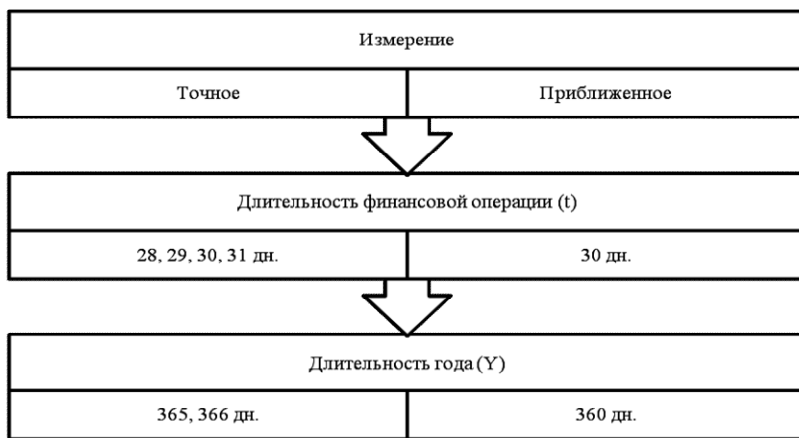 Измерение
Точное
Приближенное
Длительность финансовой операции (t)
28, 29, 30, 31 дн.
30 дн.
Длительность года (Y)
365, 366 дн.
360 дн.